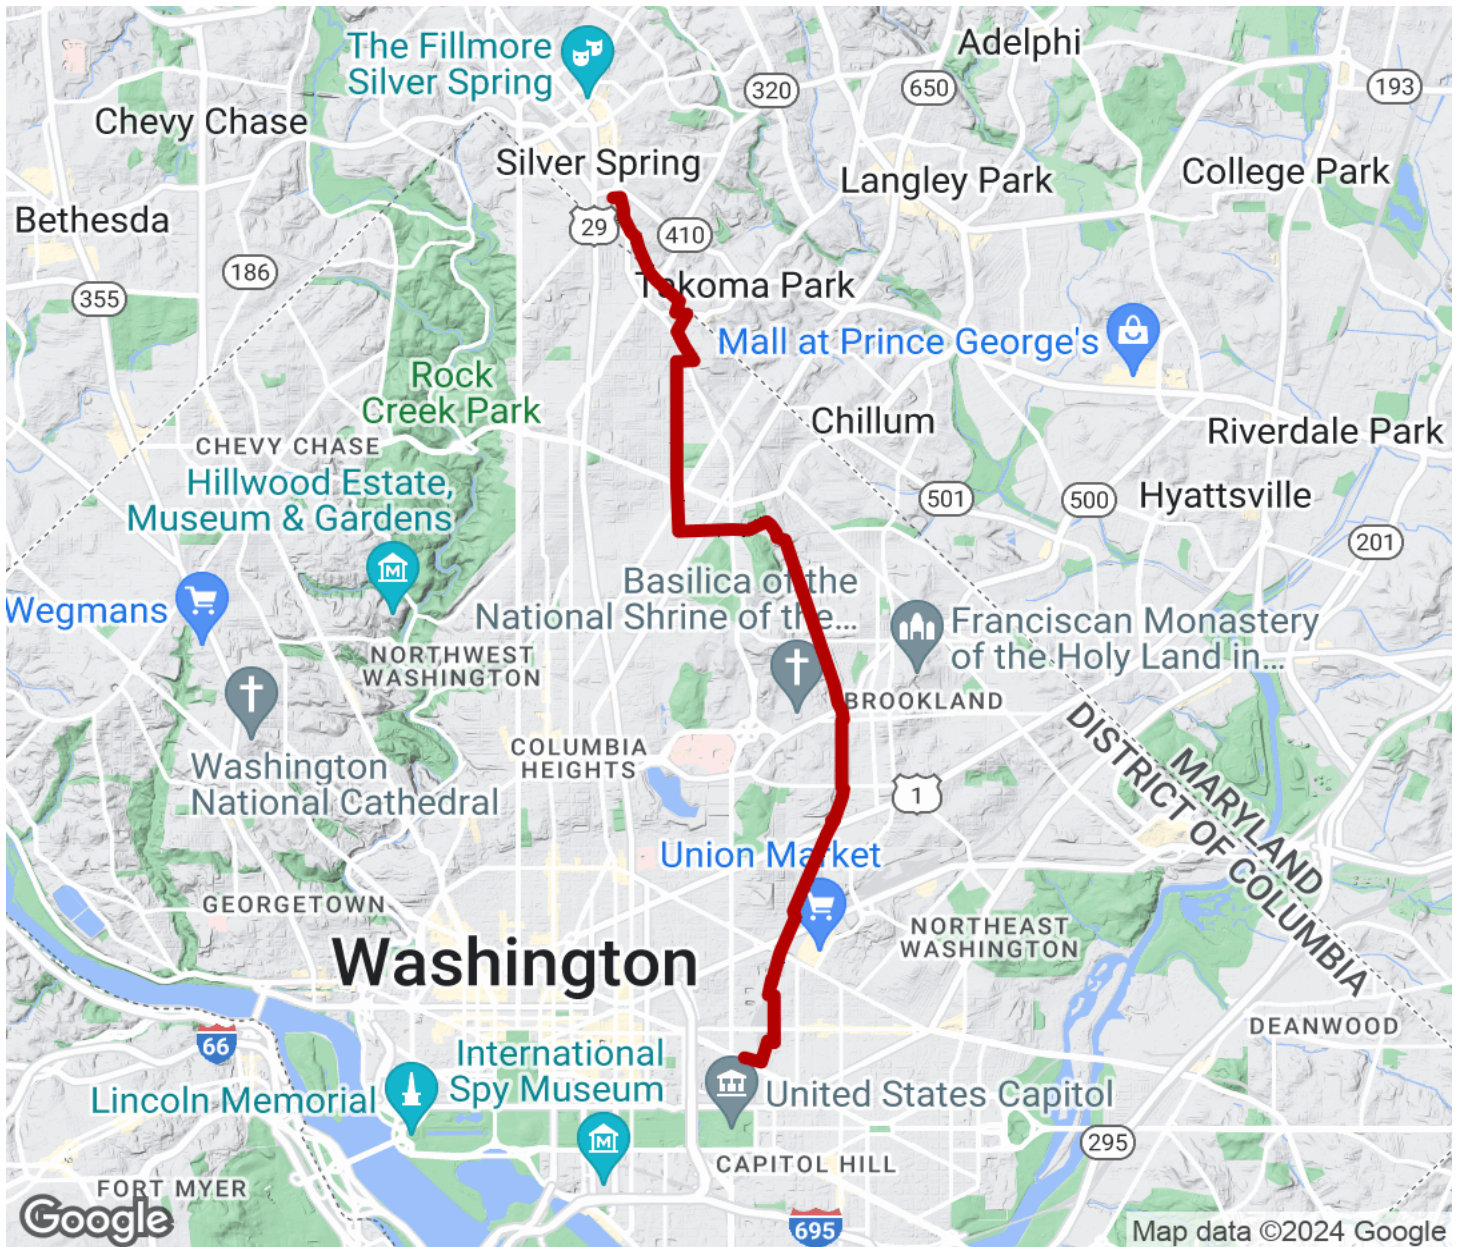 The Fillmore
Silver Spring
Adelphi
320
650
193
Chevy Chase
Silver Spring
Langley Park
College Park
Bethesda
29
410
186
355
Takoma Park
Mall at Prince George's
Rock
Creek Park
Chillum
Riverdale Park
CHEVY CHASE
Hillwood Estate,
Museum & Gardens
501
500
Hyattsville
201
Wegmans
Basilica of the
National Shrine of the...
Franciscan Monastery
of the Holy Land in...
NORTHWEST
WASHINGTON
BROOKLAND
COLUMBIA
HEIGHTS
Washington
National Cathedral
1
MARYLAND
DISTRICT OF COLUMBIA
Union Market
GEORGETOWN
NORTHEAST
WASHINGTON
Washington
DEANWOOD
66
International
Spy Museum
Lincoln Memorial
United States Capitol
295
CAPITOL HILL
FORT MYER
Google
695
Map data ©2024 Google